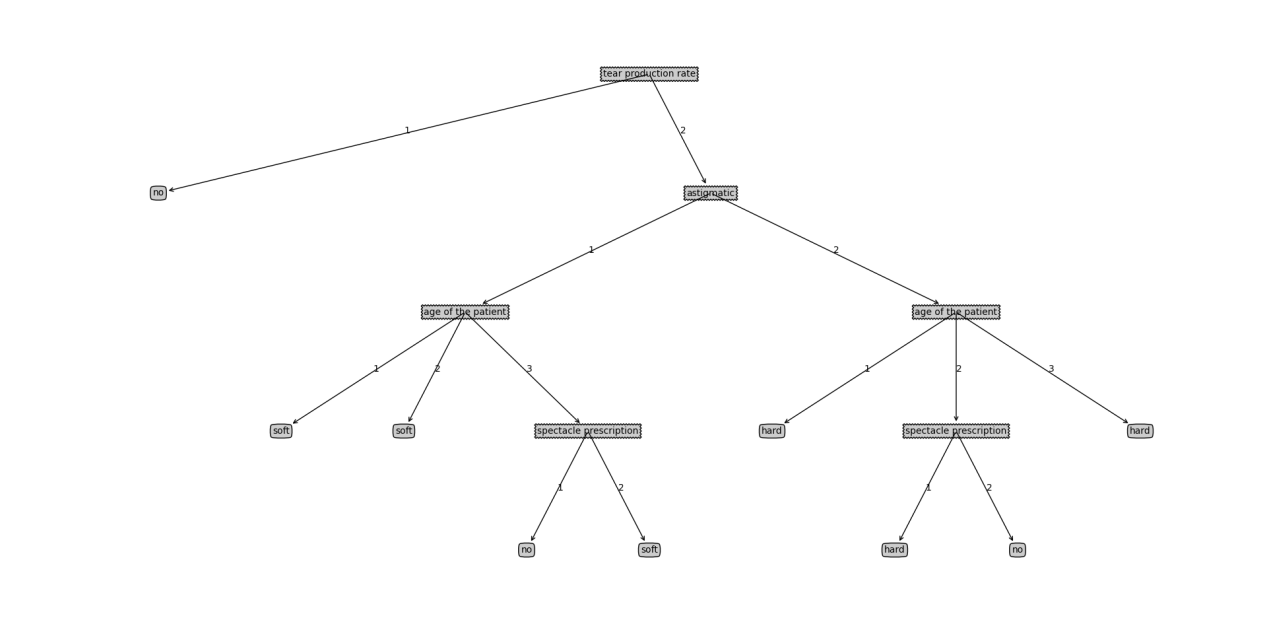 tear production rate
1
2
no
astigmatic
1
2
age of the patient
age of the patient
1
2
3
1
2
3
soft
soft
spectacle prescription
hard
spectacle prescription
hard
1
2
1
2
no
soft
hard
no